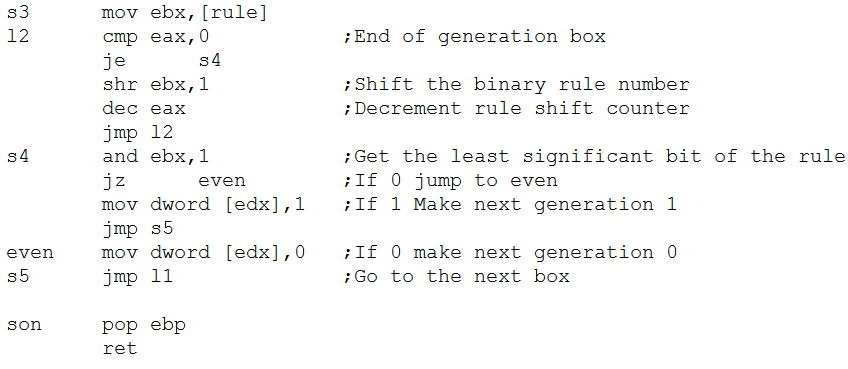 s3      mov ebx,[rule]
l2      cmp eax,0           ;End of generation box
        je      s4
        shr ebx,1           ;Shift the binary rule number
        dec eax             ;Decrement rule shift counter
        jmp l2
s4      and ebx,1           ;Get the least significant bit of the rule
        jz      even        ;If 0 jump to even
        mov dword [edx],1   ;If 1 Make next generation 1
        jmp s5
even    mov dword [edx],0   ;If 0 make next generation 0
s5      jmp l1              ;Go to the next box

son     pop ebp
        ret